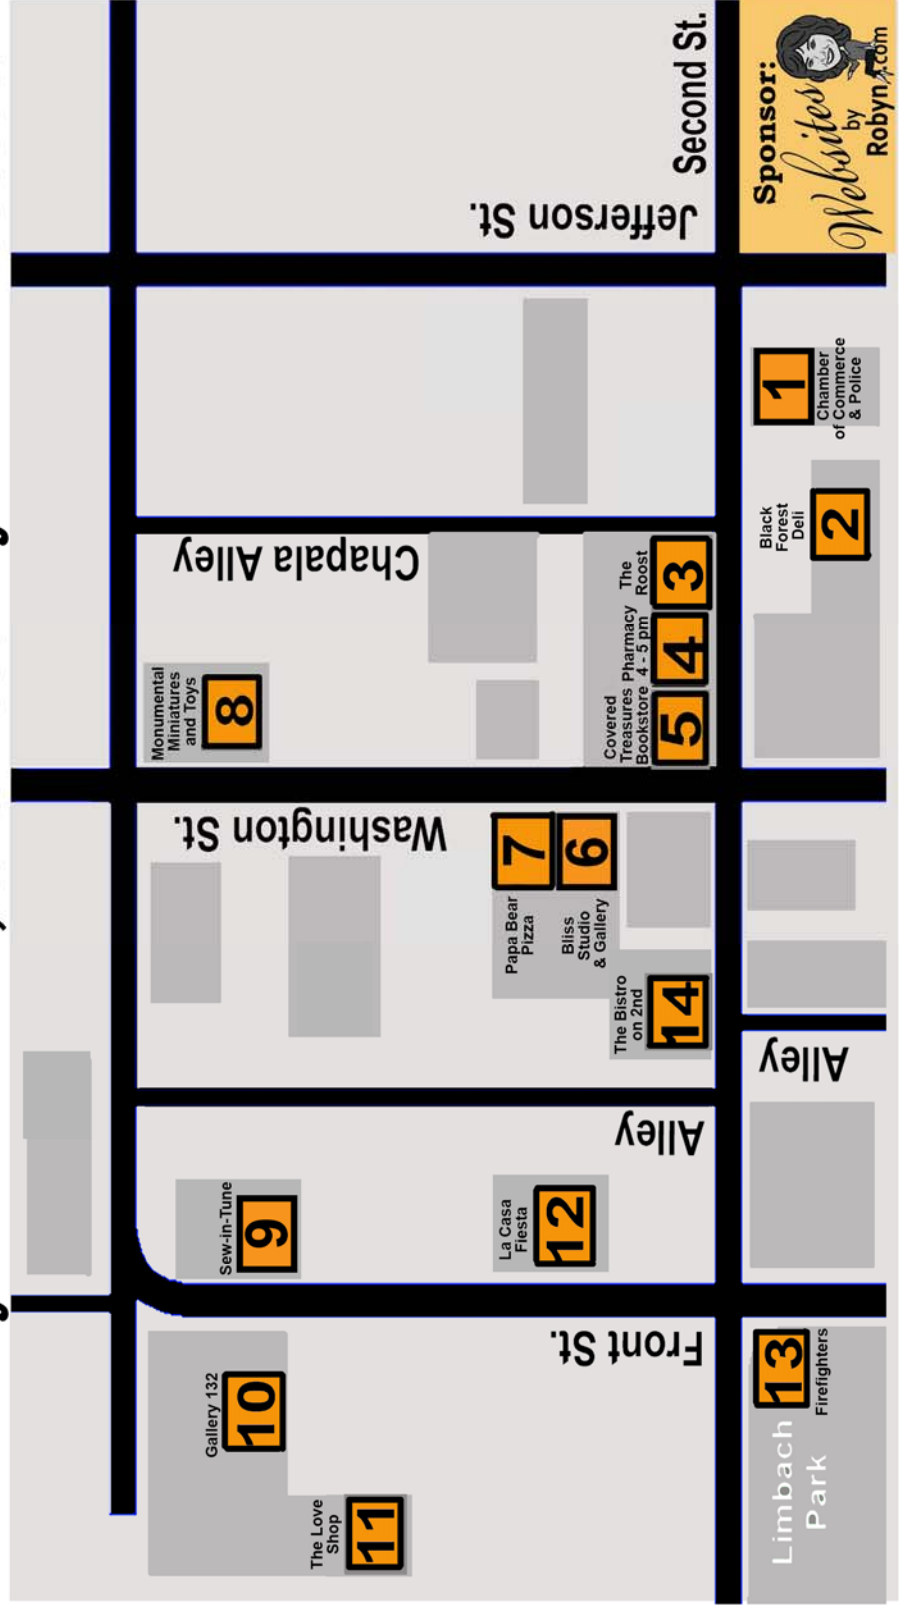 Second St.
Jefferson St.
Sponsor:
Websites
by
Robyn.com
1
Chamber
of Commerce
& Police
Black
Forest
Deli
2
Chapala Alley
The
Roost
3
Pharmacy
4 - 5 pm
4
Covered
Treasures
Bookstore
5
Monumental
Miniatures
and Toys
8
Washington St.
7
Papa Bear
Pizza
6
Bliss
Studio
& Gallery
The Bistro
on 2nd
14
Alley
Alley
Sew-in-Tune
9
La Casa
Fiesta
12
Front St.
Gallery 132
10
The Love
Shop
11
13
Firefighters
Limbach
Park